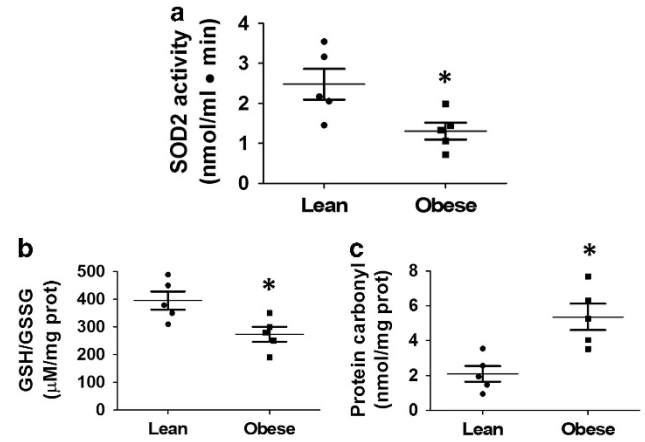 a
SOD2 activity
(nmol/ml • min)
4
3
2
1
0
*
Lean
Obese
b
GSH/GSSG
(μM/mg prot)
500
400
300
200
100
0
*
Lean
Obese
c
Protein carbonyl
(nmol/mg prot)
8
6
4
2
0
*
Lean
Obese